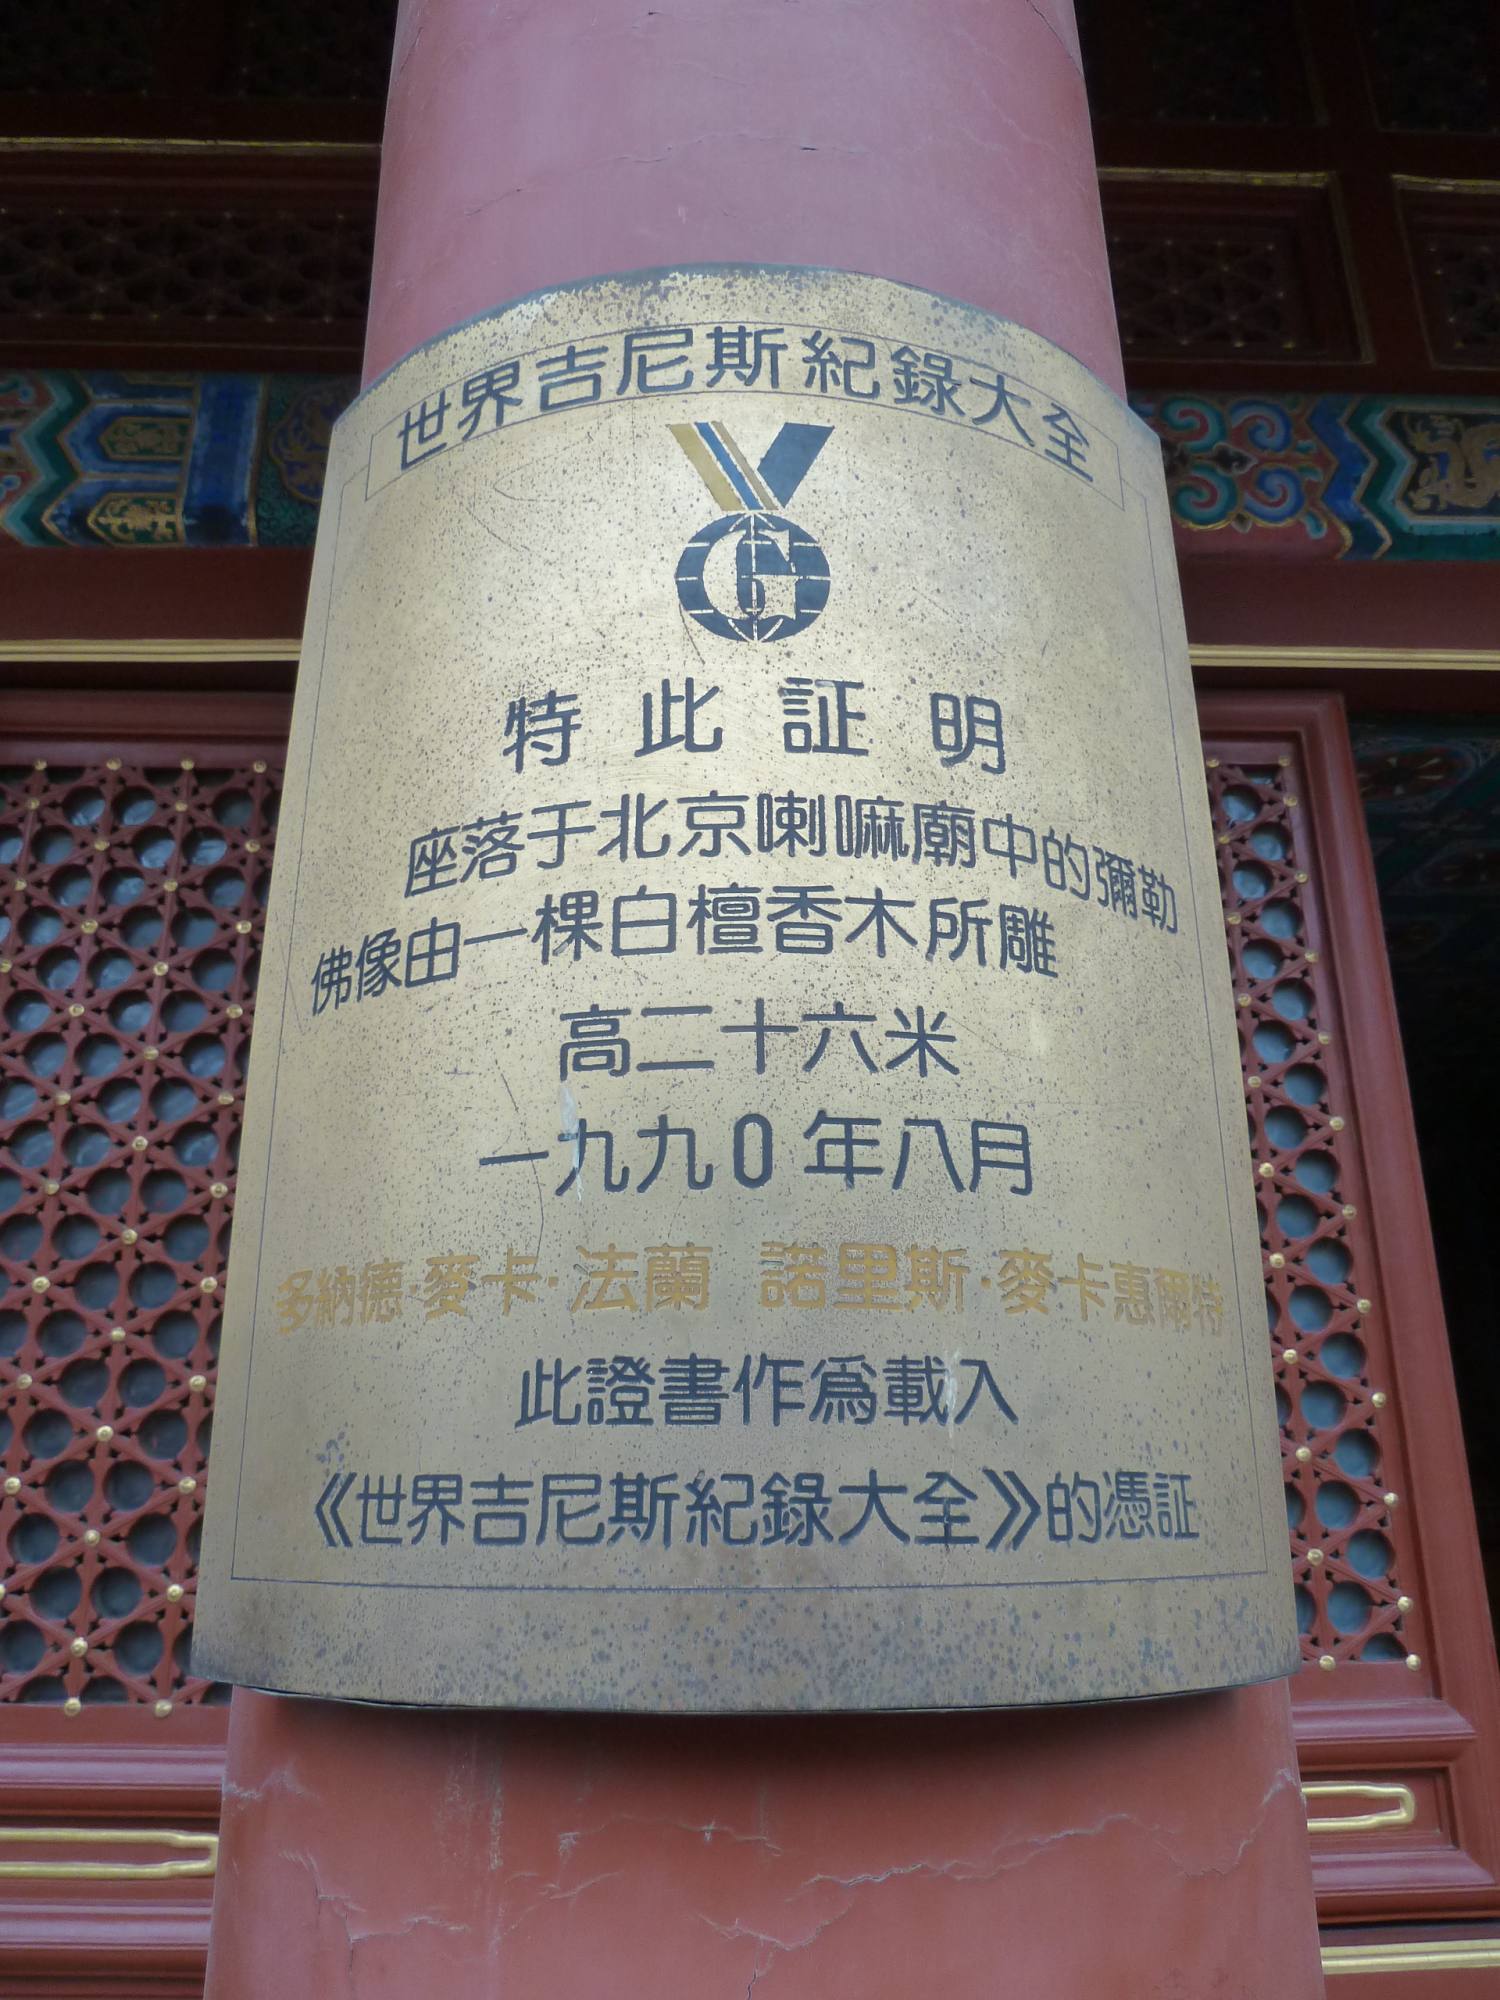 世界吉尼斯紀錄大全
G
特此証明
座落于北京喇嘛廟中的彌勒
佛像由一棵白檀香木所雕
高二十六米
一九九0年八月
多納德·麥卡·法蘭 諾里斯·麥卡惠爾特
此證書作爲載入
《世界吉尼斯紀錄大全》的憑証